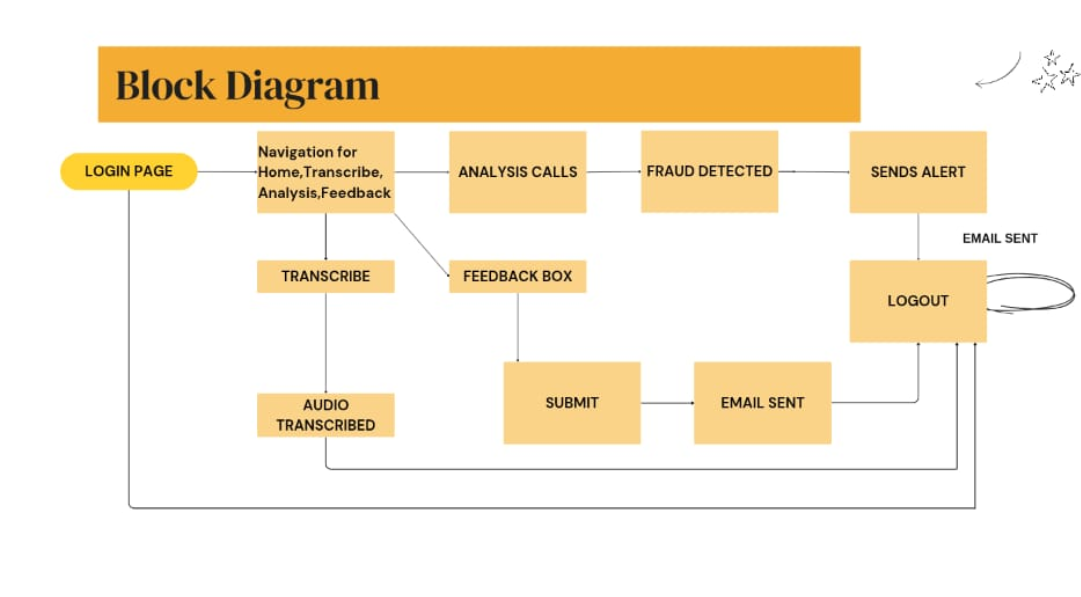 Block Diagram
LOGIN PAGE
Navigation for
Home,Transcribe,
Analysis,Feedback
ANALYSIS CALLS
FRAUD DETECTED
SENDS ALERT
EMAIL SENT
TRANSCRIBE
FEEDBACK BOX
LOGOUT
SUBMIT
EMAIL SENT
AUDIO
TRANSCRIBED